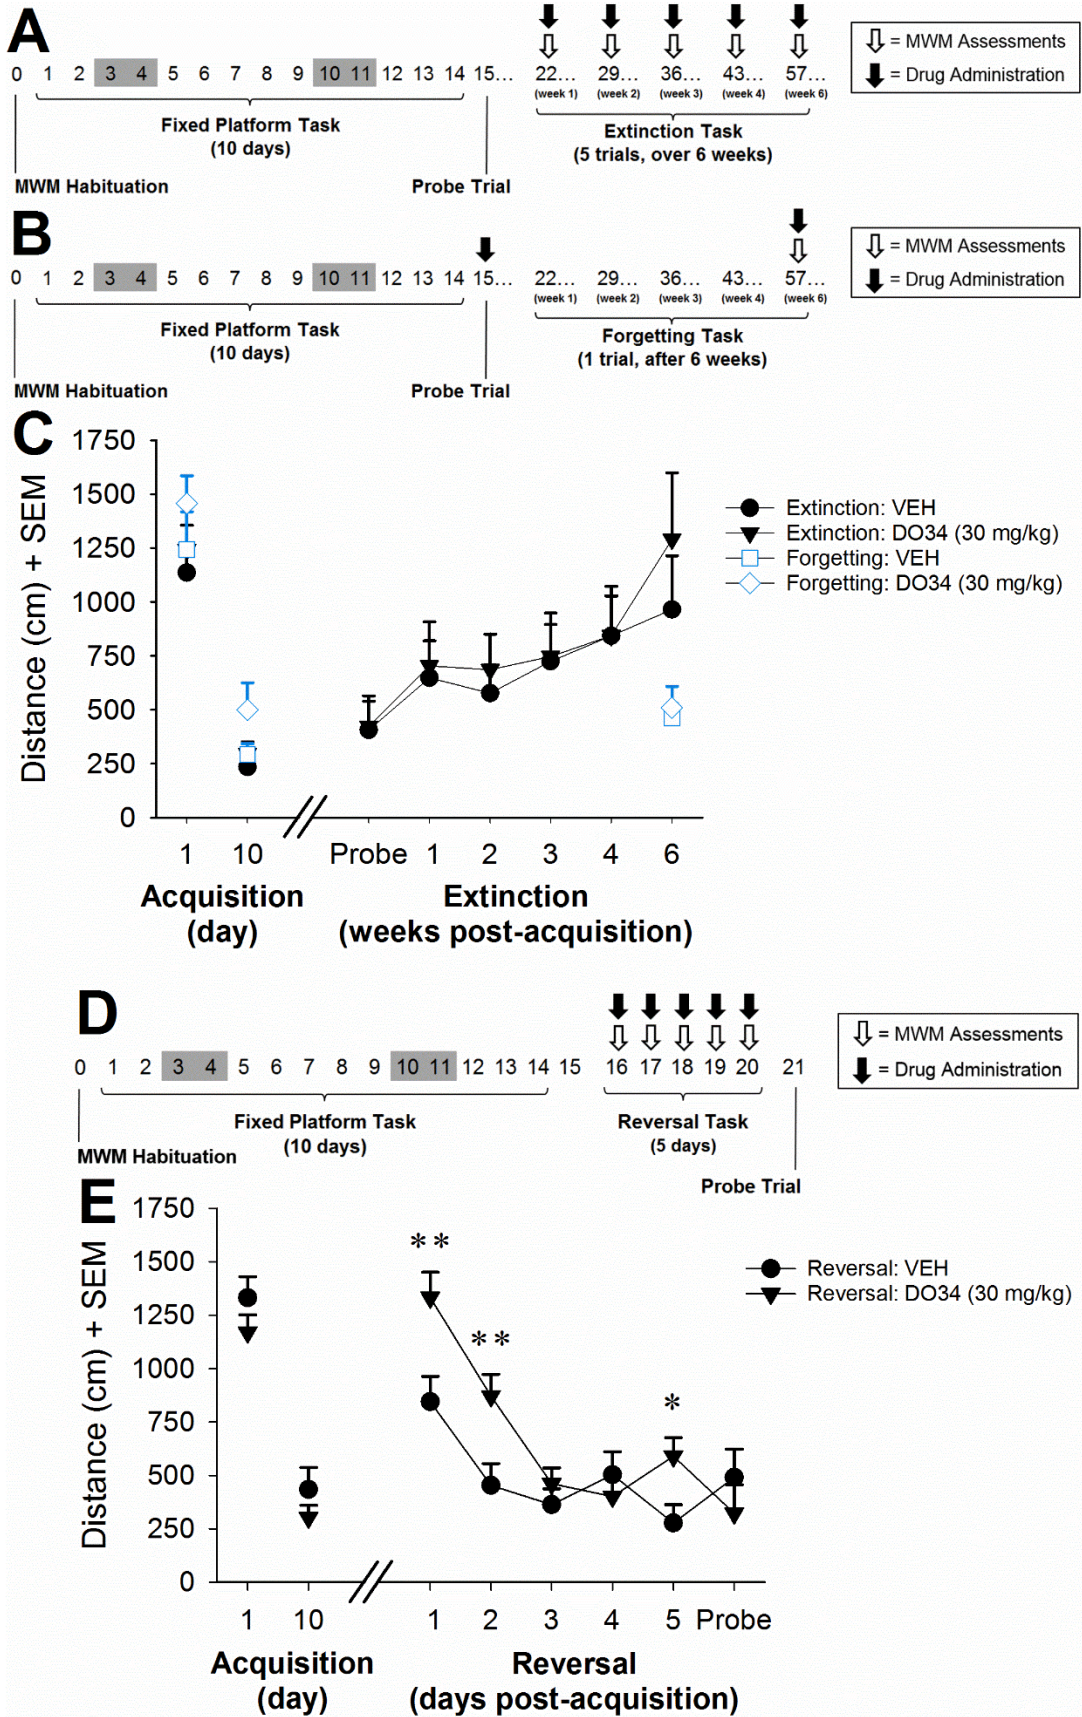 A
0 1 2 3 4 5 6 7 8 9 10 11 12 13 14 15... 22... 29... 36... 43... 57...
(week 1) (week 2) (week 3) (week 4) (week 6)
= MWM Assessments
= Drug Administration
Fixed Platform Task
(10 days)
Extinction Task
(5 trials, over 6 weeks)
MWM Habituation
Probe Trial
B
0 1 2 3 4 5 6 7 8 9 10 11 12 13 14 15... 22... 29... 36... 43... 57...
(week 1) (week 2) (week 3) (week 4) (week 6)
= MWM Assessments
= Drug Administration
Fixed Platform Task
(10 days)
Forgetting Task
(1 trial, after 6 weeks)
MWM Habituation
Probe Trial
C
Distance (cm) + SEM
1750
1500
1250
1000
750
500
250
0
Extinction: VEH
Extinction: DO34 (30 mg/kg)
Forgetting: VEH
Forgetting: DO34 (30 mg/kg)
1 10 Probe 1 2 3 4 6
Acquisition
(day)
Extinction
(weeks post-acquisition)
D
0 1 2 3 4 5 6 7 8 9 10 11 12 13 14 15 16 17 18 19 20 21
= MWM Assessments
= Drug Administration
Fixed Platform Task
(10 days)
Reversal Task
(5 days)
MWM Habituation
Probe Trial
E
Distance (cm) + SEM
1750
1500
1250
1000
750
500
250
0
**
**
*
Reversal: VEH
Reversal: DO34 (30 mg/kg)
1 10 1 2 3 4 5 Probe
Acquisition
(day)
Reversal
(days post-acquisition)